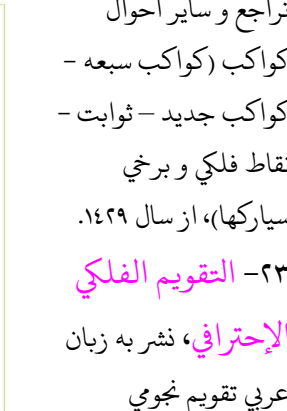 تراجع و سایر احوال
کواکب (کواکب سبعه -
کواکب جدید – ثوابت -
نقاط فلکي و برخي
سیارکها)، از سال ۱٤۲۹.
۲۳- التقويم الفلكي
الإحترافي، نشر به زبان
عربي تقويم نجومي